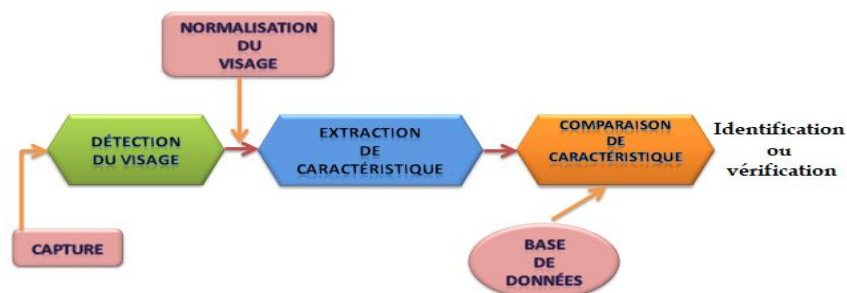 NORMALISATION
DU
VISAGE
DÉTECTION
DU VISAGE
EXTRACTION
DE
CARACTÉRISTIQUE
COMPARAISON
DE
CARACTÉRISTIQUE
Identification
ou
vérification
CAPTURE
BASE
DE
DONNÉES